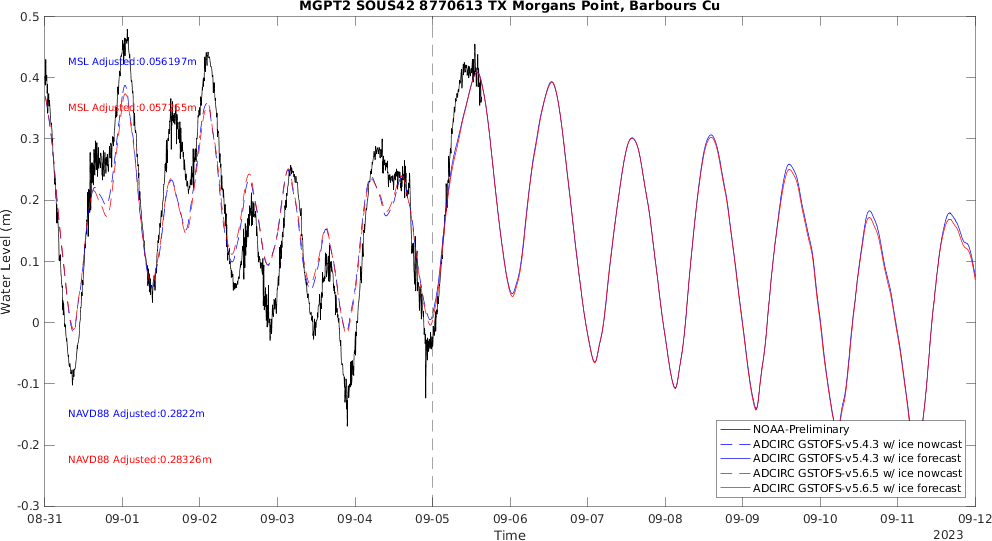 MGPT2 SOUS42 8770613 TX Morgans Point, Barbours Cu
0.5
0.4
0.3
0.2
0.1
0
-0.1
-0.2
-0.3
Water Level (m)
MSL Adjusted:0.056197m
MSL Adjusted:0.057265m
NAVD88 Adjusted:0.2822m
NAVD88 Adjusted:0.28326m
NOAA-Preliminary
ADCIRC GSTOFS-v5.4.3 w/ ice nowcast
ADCIRC GSTOFS-v5.4.3 w/ ice forecast
ADCIRC GSTOFS-v5.6.5 w/ ice nowcast
ADCIRC GSTOFS-v5.6.5 w/ ice forecast
08-31 09-01 09-02 09-03 09-04 09-05 09-06 09-07 09-08 09-09 09-10 09-11 09-12
Time
2023